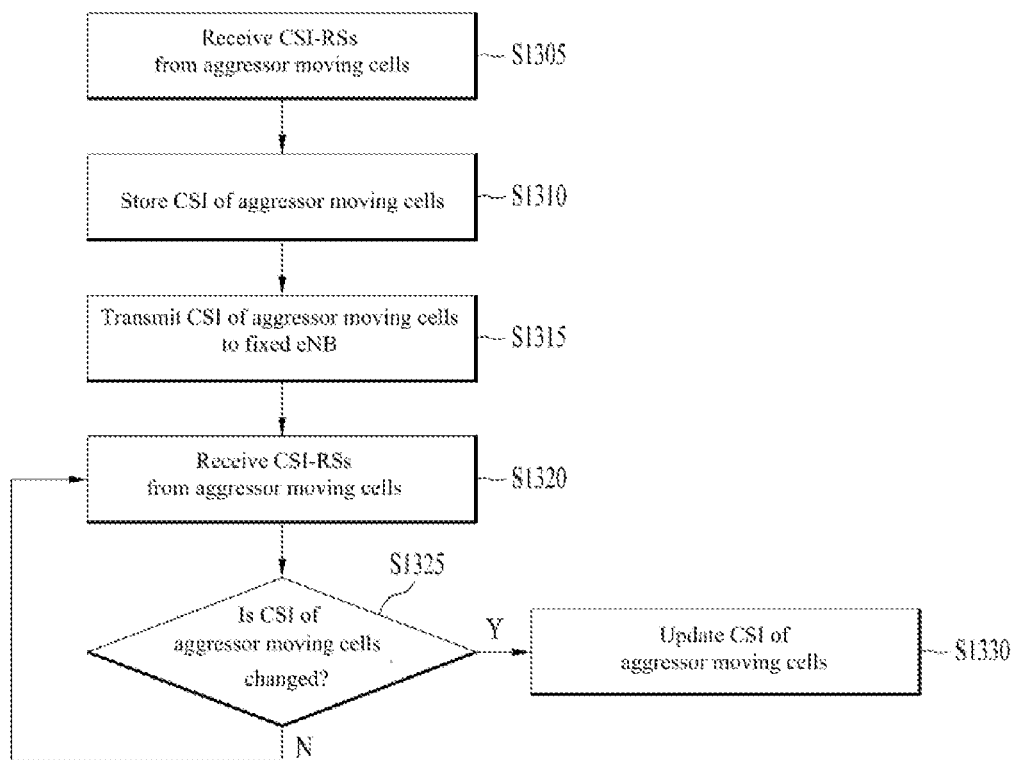 Receive CSI-RSs
from aggressor moving cells
S1305
Store CSI of aggressor moving cells
S1310
Transmit CSI of aggressor moving cells
to fixed eNB
S1315
Receive CSI-RSs
from aggressor moving cells
S1320
S1325
Is CSI of
aggressor moving cells
changed?
Y
Update CSI of
aggressor moving cells
S1330
N